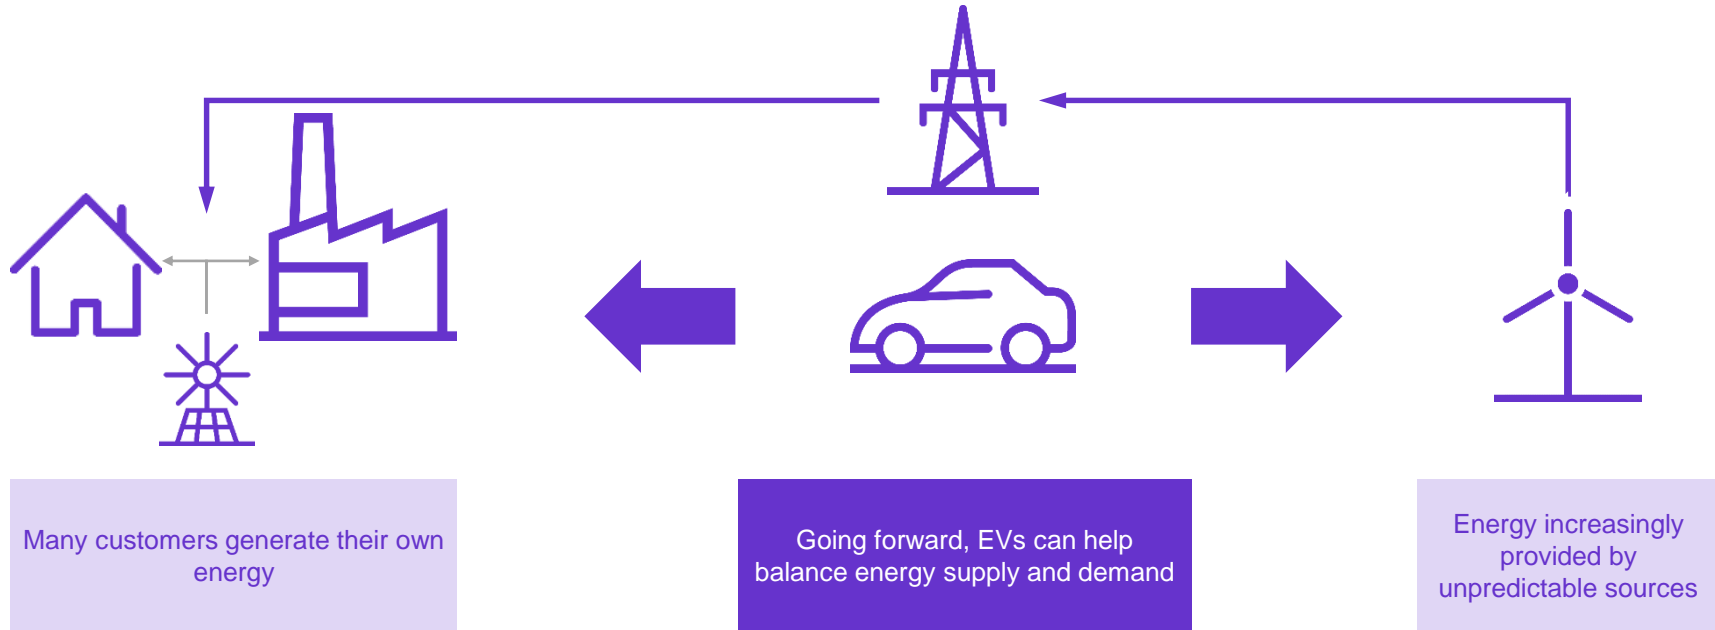 Many customers generate their own
energy
Going forward, EVs can help
balance energy supply and demand
Energy increasingly
provided by
unpredictable sources